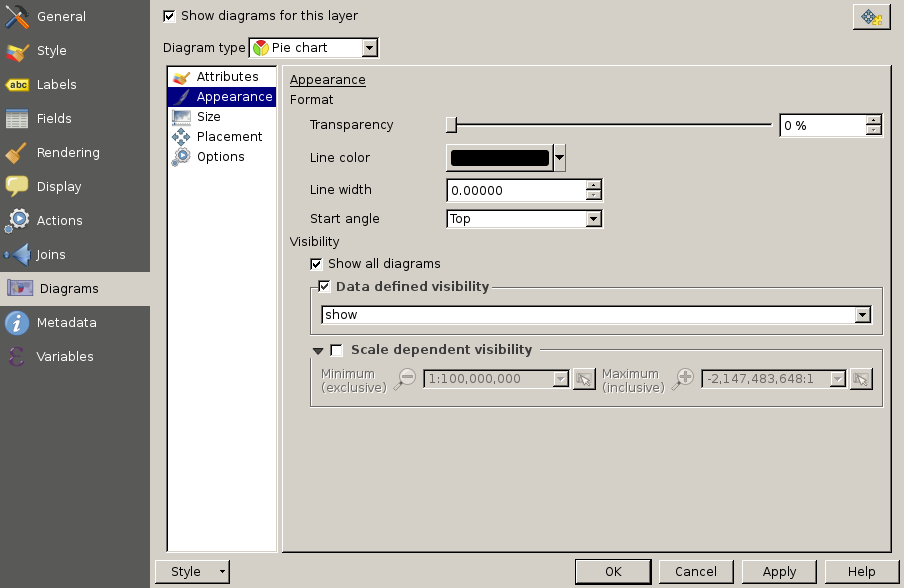 General
Style
Labels
Fields
Rendering
Display
Actions
Joins
Diagrams
Metadata
Variables
Show diagrams for this layer
Diagram type Pie chart
Attributes
Appearance
Size
Placement
Options
Appearance
Format
Transparency 0 %
Line color
Line width 0.00000
Start angle Top
Visibility
Show all diagrams
Data defined visibility
show
Scale dependent visibility
Minimum (exclusive) 1:100,000,000 Maximum (inclusive) -2,147,483,648:1
Style OK Cancel Apply Help